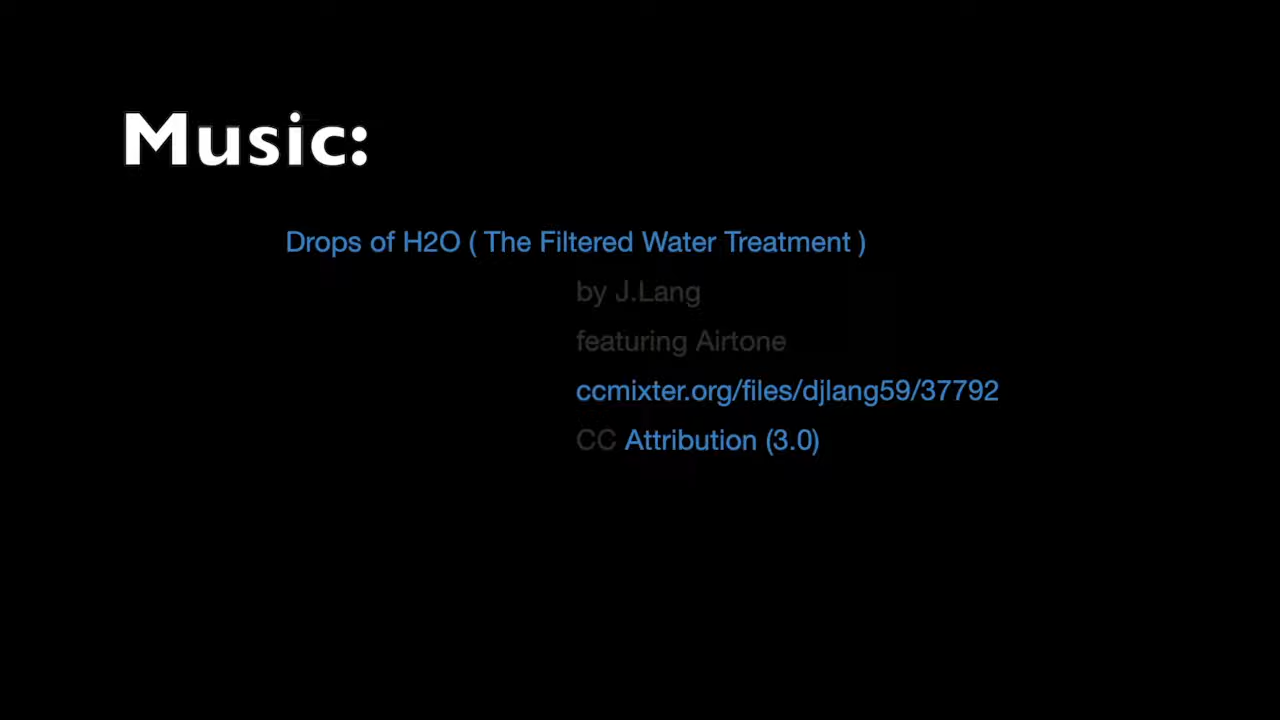 Music:
Drops of H2O ( The Filtered Water Treatment )
by J.Lang
featuring Airtone
ccmixter.org/files/djlang59/37792
CC Attribution (3.0)